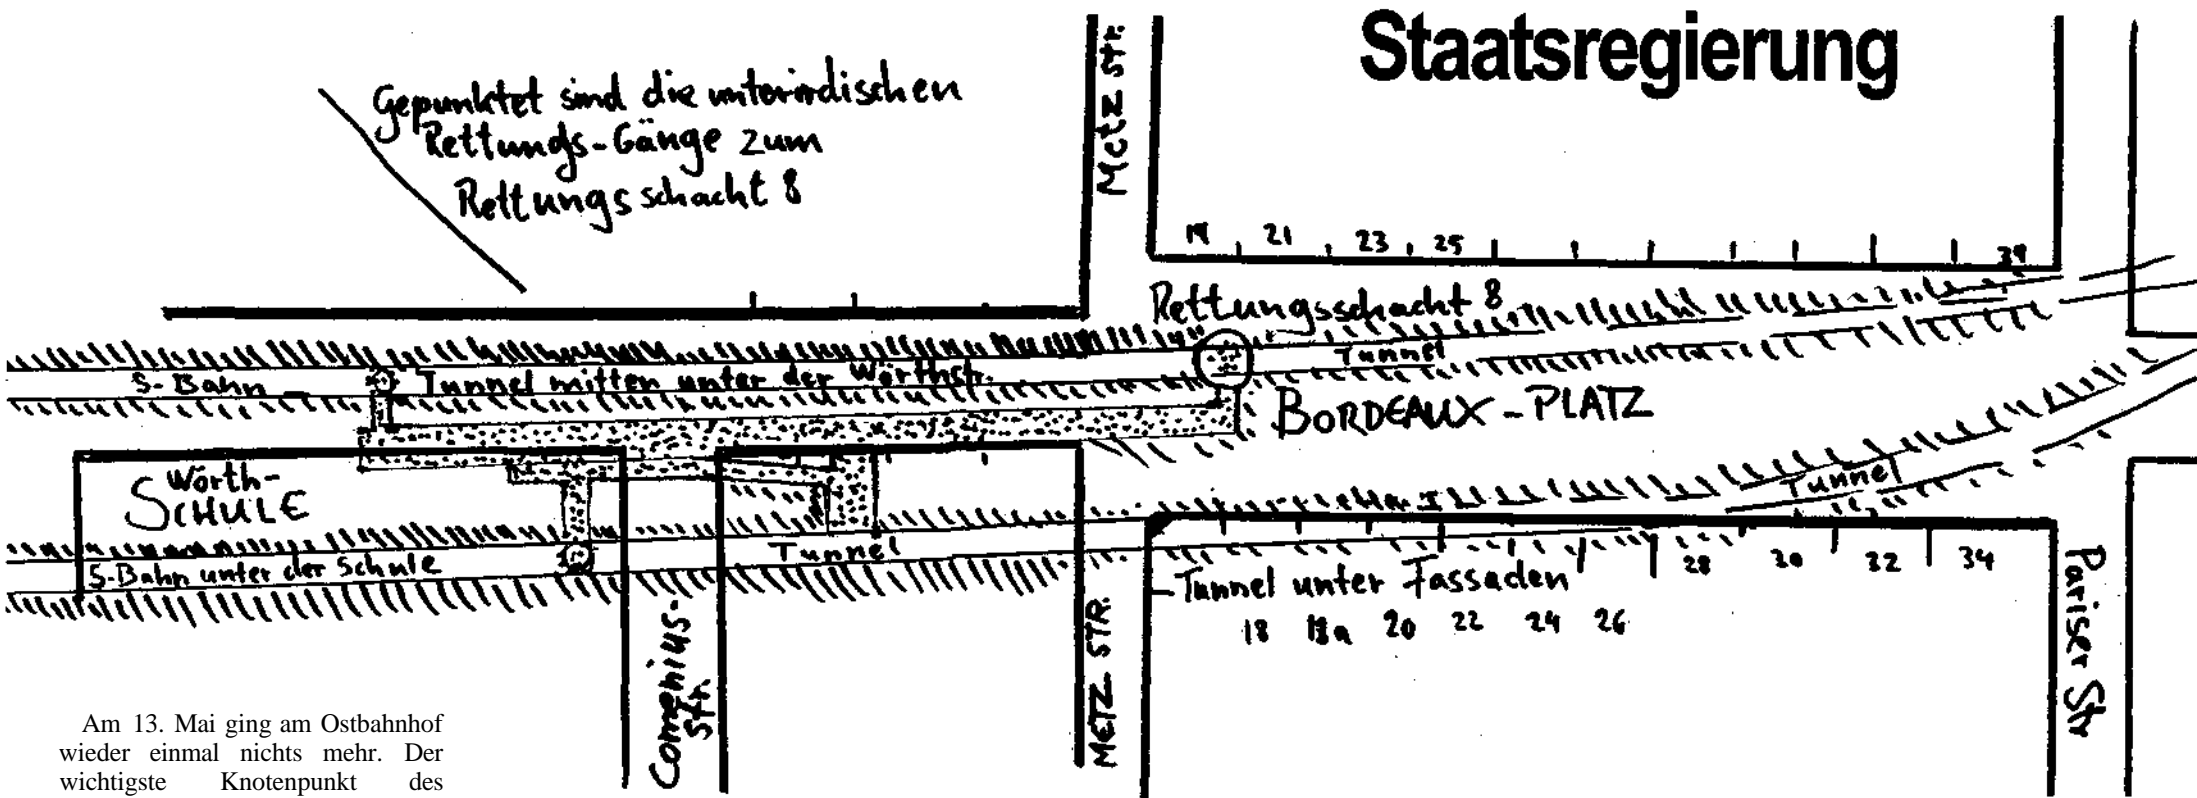 Staatsregierung
Gepunktet sind die unterirdischen
Rettungs-Gänge zum
Rettungsschacht 8
Metz Str.
19 21 23 25 39
Rettungsschacht 8
S-Bahn Tunnel mitten unter der Wörthstr. Tunnel
BORDEAUX-PLATZ
Wörth-
SCHULE
Tunnel
S-Bahn unter der Schule Tunnel
Tunnel unter Fassaden
28 30 32 34
18 18a 20 22 24 26
Comenius-
Str.
METZ STR.
Pariser Str
Am 13. Mai ging am Ostbahnhof
wieder einmal nichts mehr. Der
wichtigste Knotenpunkt des